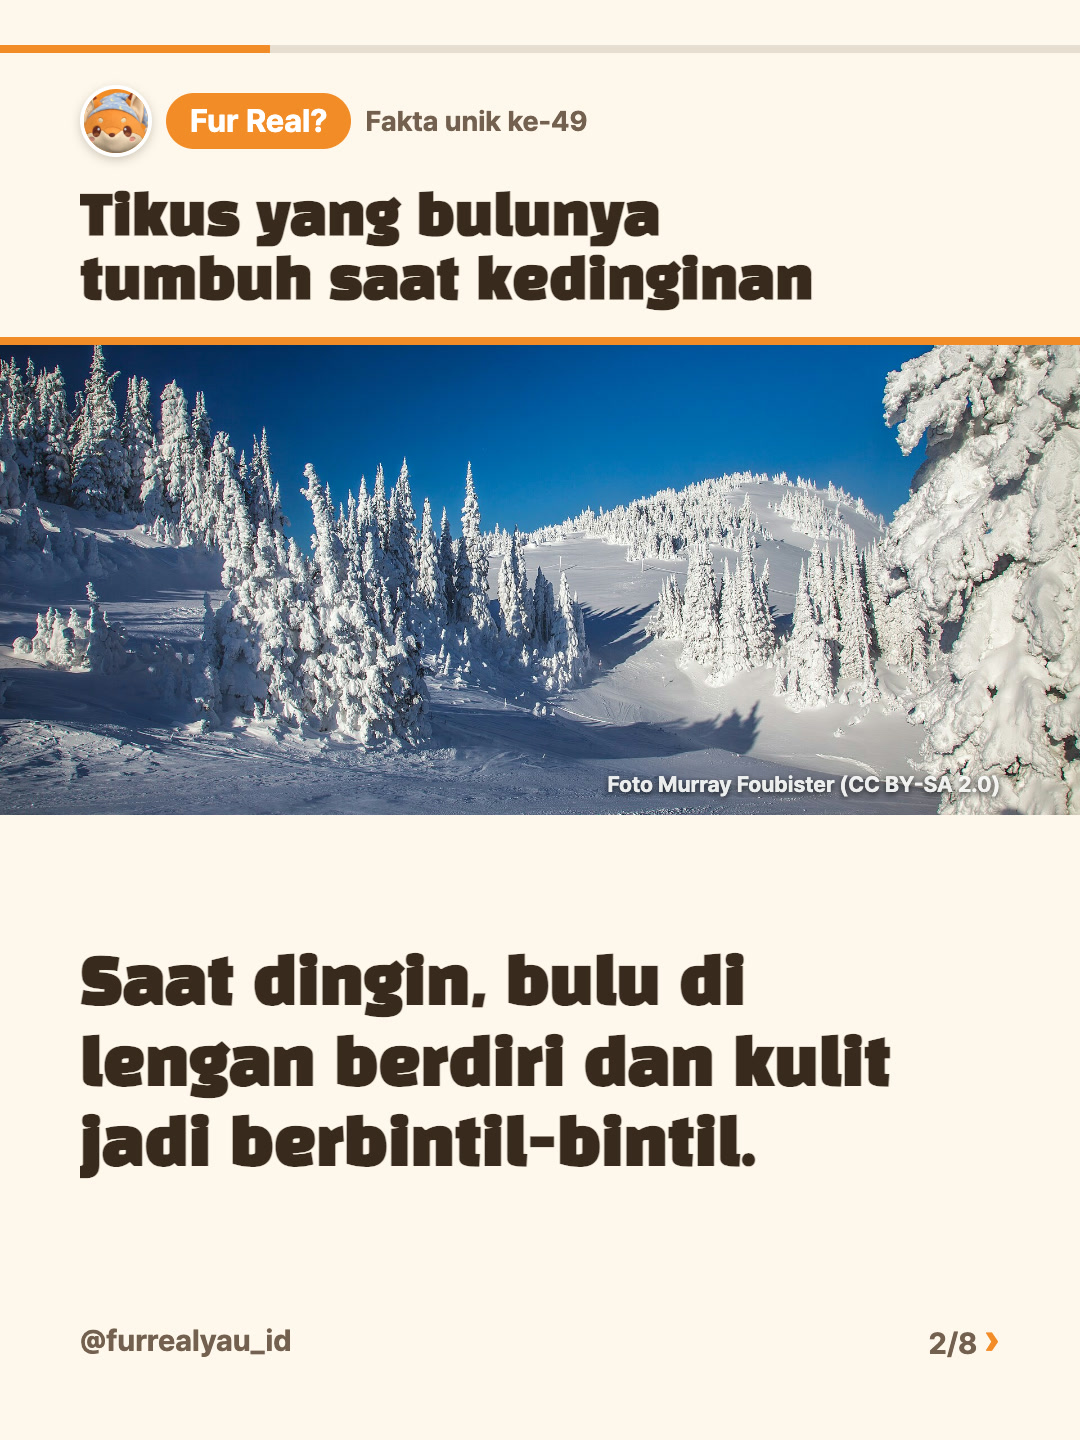 Fur Real?
Fakta unik ke-49
Tikus yang bulunya
tumbuh saat kedinginan
Foto Murray Foubister (CC BY-SA 2.0)
Saat dingin, bulu di
lengan berdiri dan kulit
jadi berbintil-bintil.
@furrealyau_id
2/8 ›